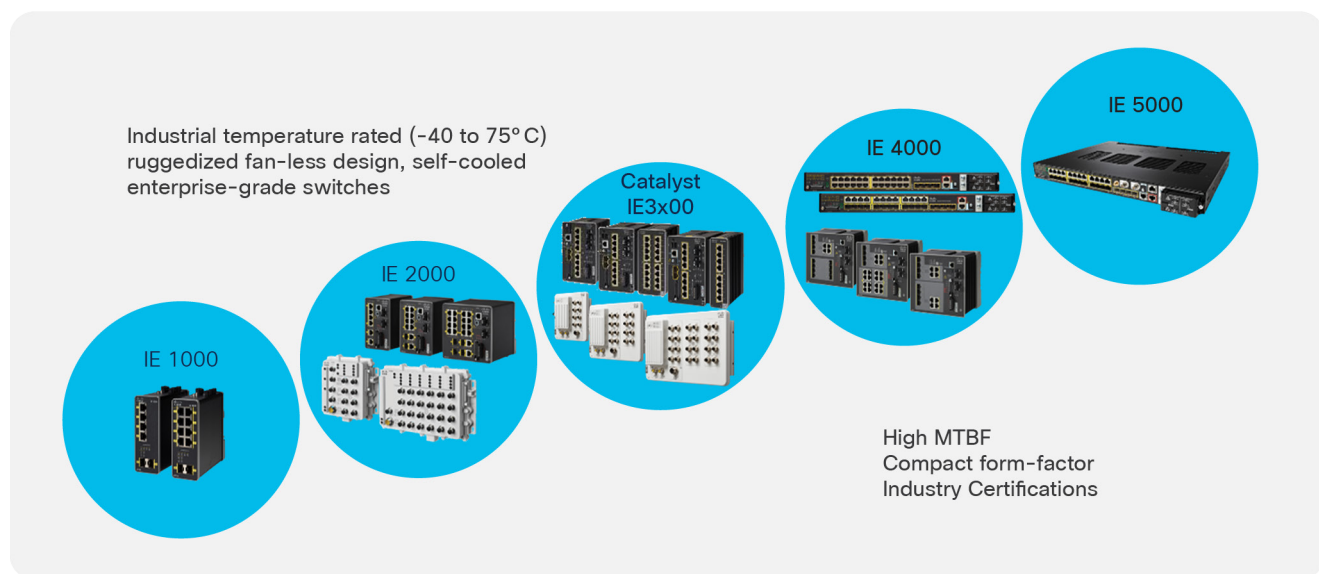 Industrial temperature rated (-40 to 75° C)
ruggedized fan-less design, self-cooled
enterprise-grade switches
IE 1000
IE 2000
Catalyst
IE3x00
IE 4000
IE 5000
High MTBF
Compact form-factor
Industry Certifications